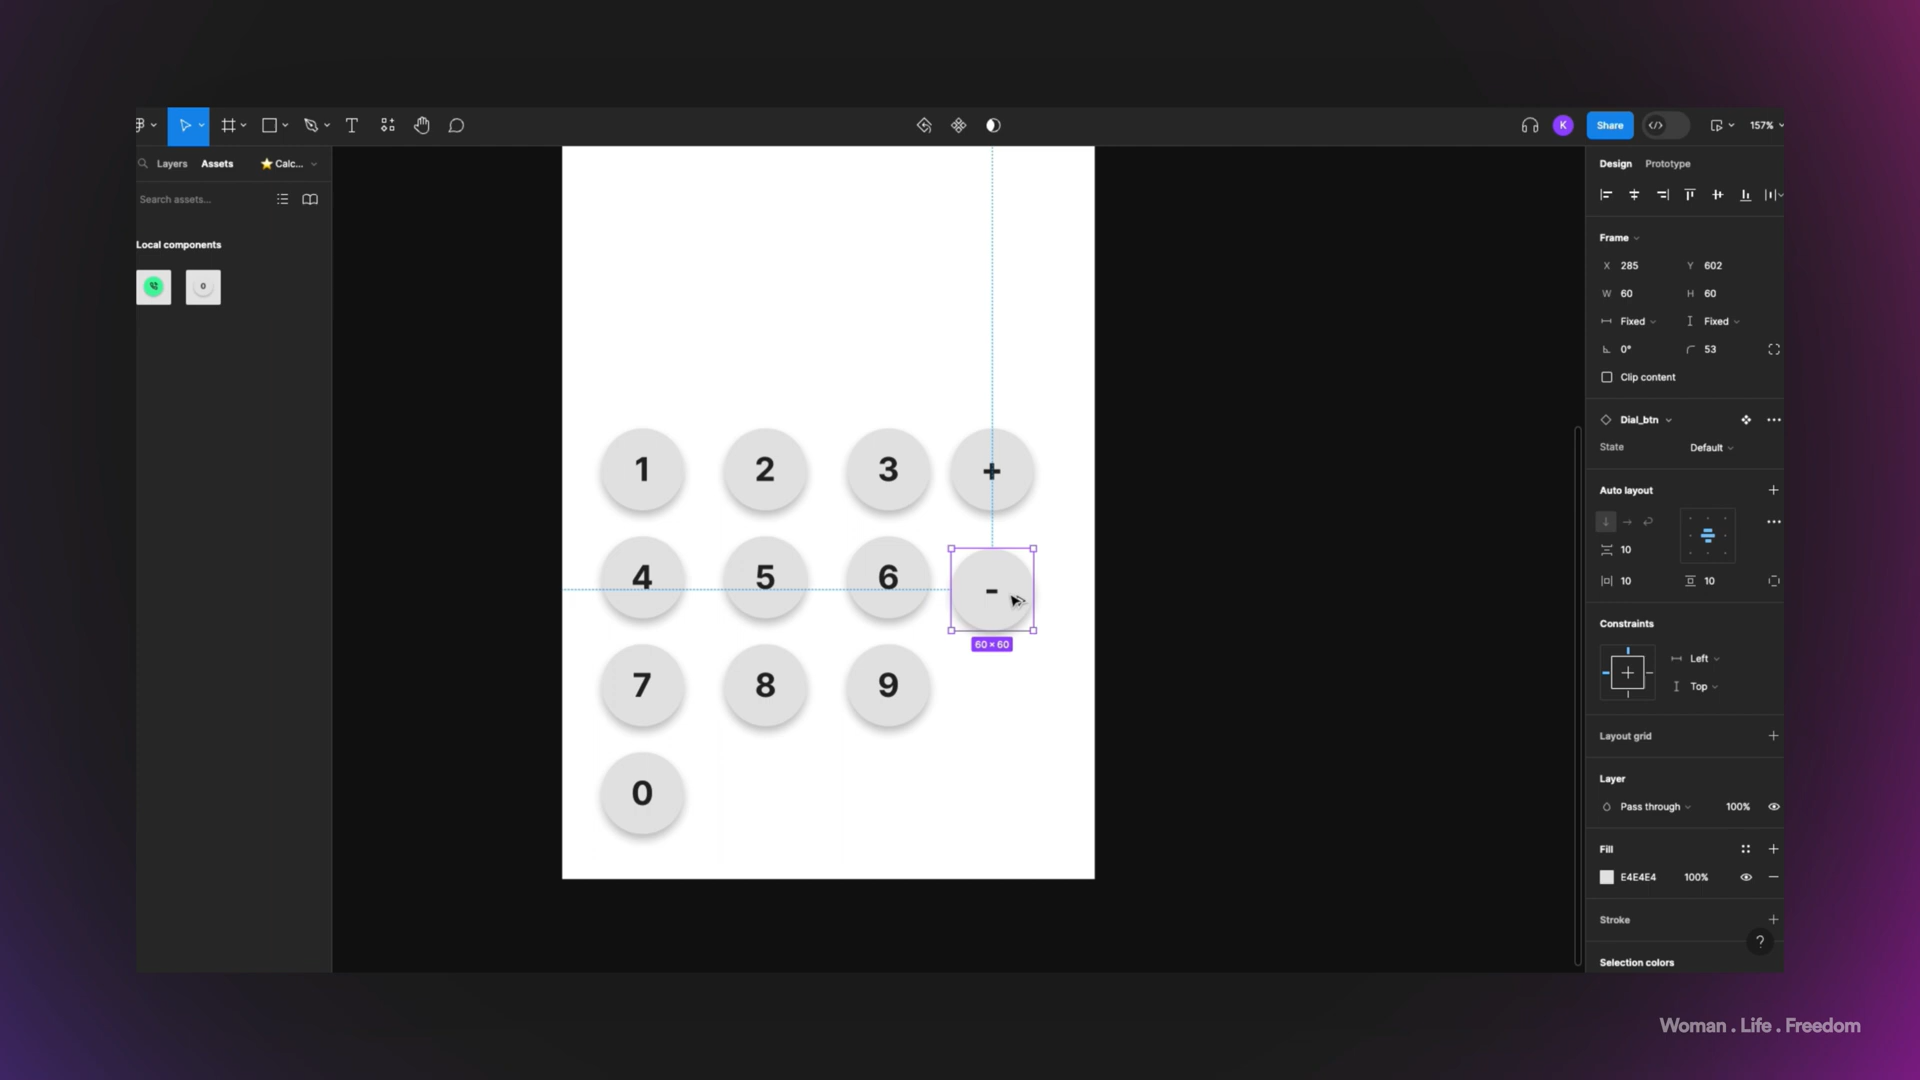 K
Share
157%
Layers
Assets
⭐ Calc...
Design
Prototype
Search assets...
Local components
0
Frame
X 285
Y 602
W 60
H 60
Fixed
Fixed
0°
53
Clip content
Dial_btn
State
Default
Auto layout
10
10
10
Constraints
Left
Top
Layout grid
Layer
Pass through
100%
Fill
E4E4E4
100%
Stroke
?
Selection colors
1 2 3 +
4 5 6 -
60 × 60
7 8 9
0
Woman . Life . Freedom